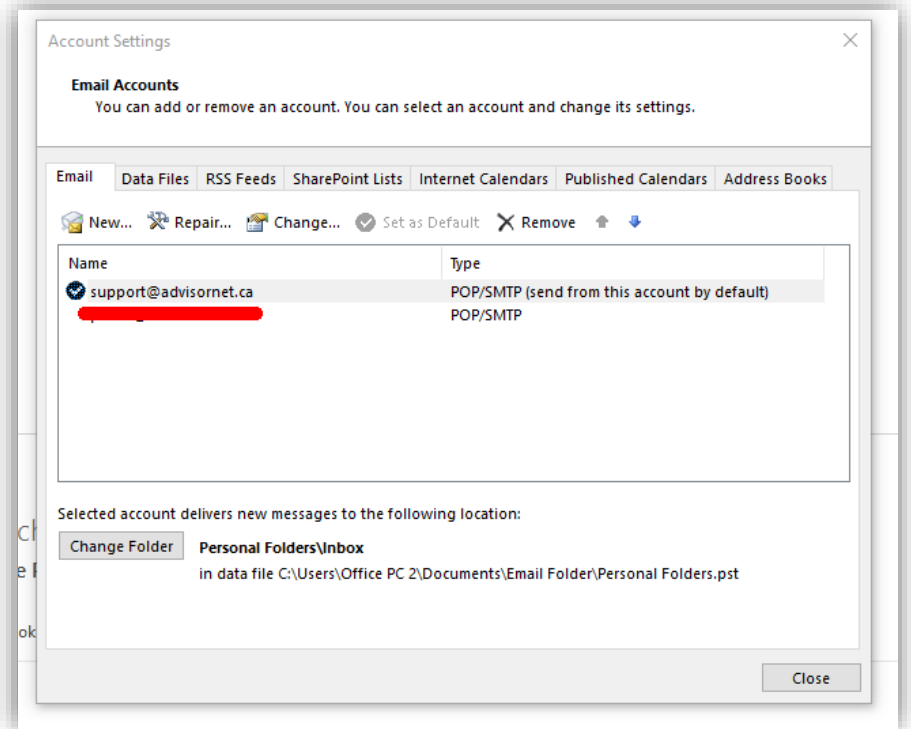 Account Settings
Email Accounts
You can add or remove an account. You can select an account and change its settings.
Email Data Files RSS Feeds SharePoint Lists Internet Calendars Published Calendars Address Books
New... Repair... Change... Set as Default Remove
Name Type
support@advisornet.ca POP/SMTP (send from this account by default)
POP/SMTP
Selected account delivers new messages to the following location:
Change Folder Personal Folders\Inbox
in data file C:\Users\Office PC 2\Documents\Email Folder\Personal Folders.pst
Close